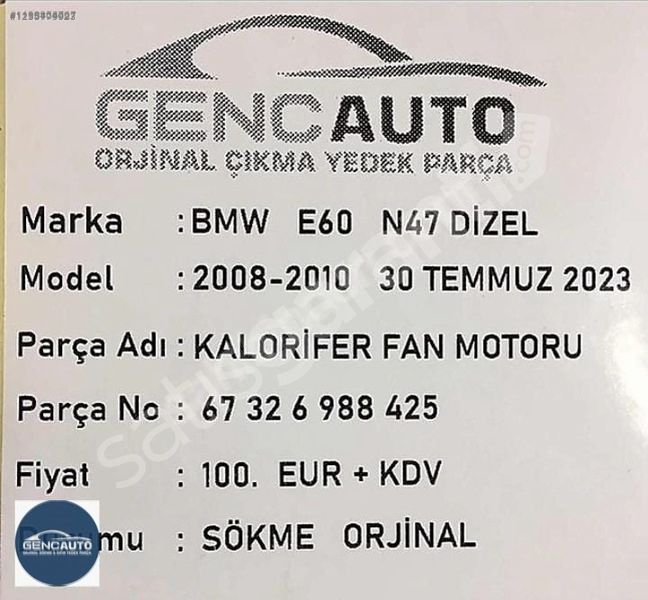 GENCAUTO
ORJİNAL ÇIKMA YEDEK PARÇA
Marka : BMW E60 N47 DİZEL
Model : 2008-2010 30 TEMMUZ 2023
Parça Adı : KALORİFER FAN MOTORU
Parça No : 67 32 6 988 425
Fiyat : 100. EUR + KDV
: SÖKME ORJİNAL
GENCAUTO